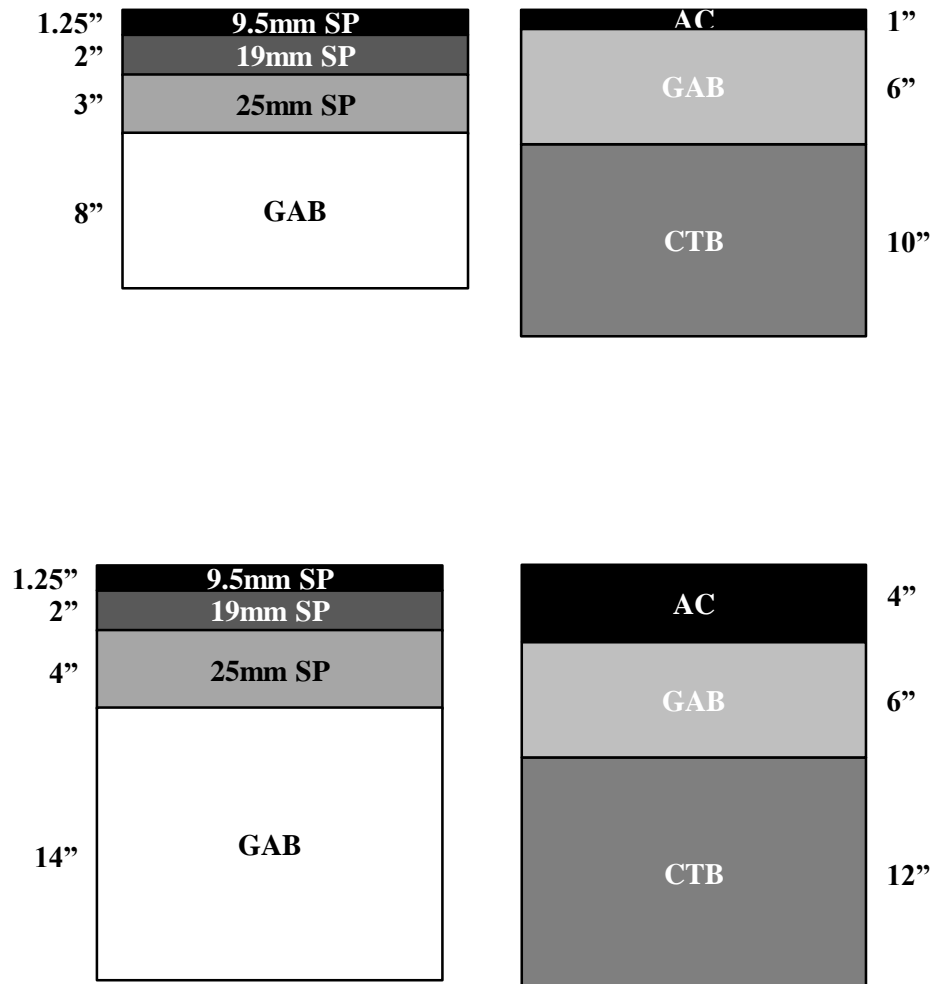 1.25” 9.5mm SP
2” 19mm SP
3” 25mm SP
8” GAB
AC 1”
GAB 6”
CTB 10”
1.25” 9.5mm SP
2” 19mm SP
4” 25mm SP
14” GAB
AC 4”
GAB 6”
CTB 12”